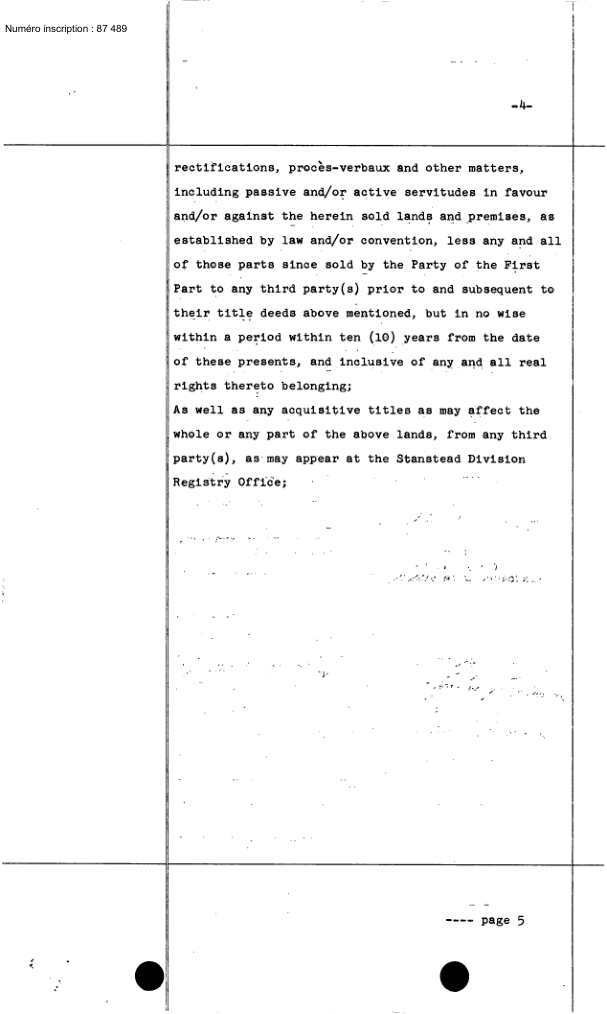 Numéro inscription : 87 489
-4-
rectifications, procès-verbaux and other matters,
including passive and/or active servitudes in favour
and/or against the herein sold lands and premises, as
established by law and/or convention, less any and all
of those parts since sold by the Party of the First
Part to any third party(s) prior to and subsequent to
their title deeds above mentioned, but in no wise
within a period within ten (10) years from the date
of these presents, and inclusive of any and all real
rights thereto belonging;
As well as any acquisitive titles as may affect the
whole or any part of the above lands, from any third
party(s), as may appear at the Stanstead Division
Registry Office;
---- page 5